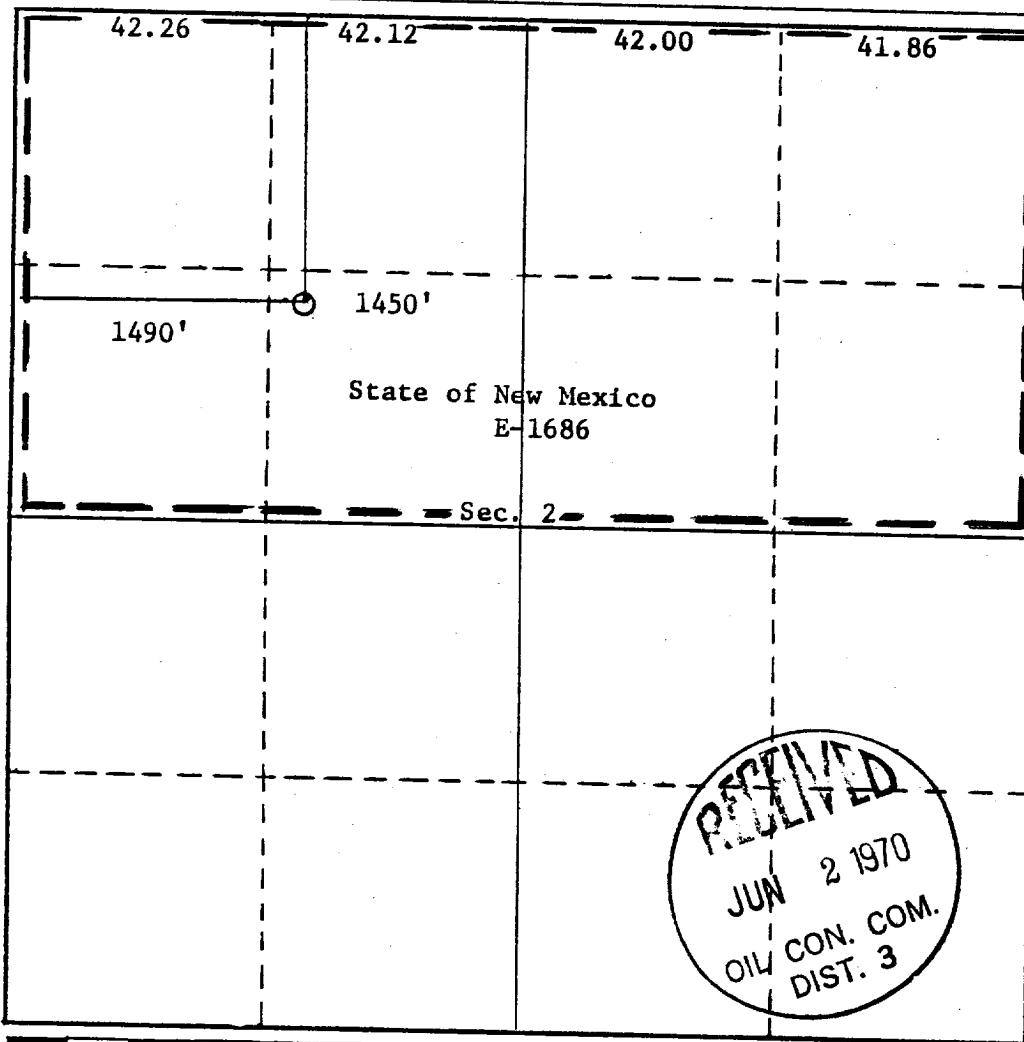 42.26 42.12 42.00 41.86
1450'
1490'
State of New Mexico
E-1686
Sec. 2
RECEIVED
JUN 2 1970
OIL CON. COM.
DIST. 3